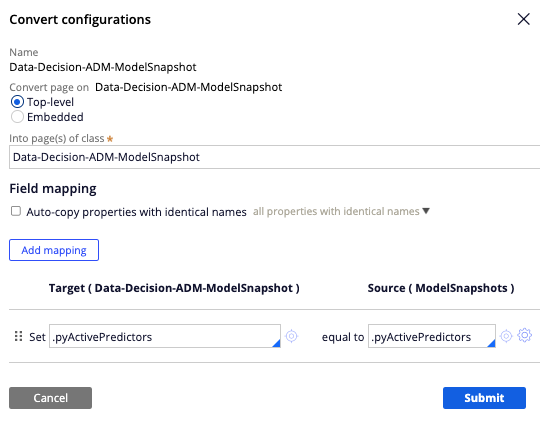 Convert configurations
Name
Data-Decision-ADM-ModelSnapshot
Convert page on Data-Decision-ADM-ModelSnapshot
Top-level
Embedded
Into page(s) of class *
Data-Decision-ADM-ModelSnapshot
Field mapping
Auto-copy properties with identical names all properties with identical names
Add mapping
Target ( Data-Decision-ADM-ModelSnapshot ) Source ( ModelSnapshots )
Set .pyActivePredictors equal to .pyActivePredictors
Cancel Submit